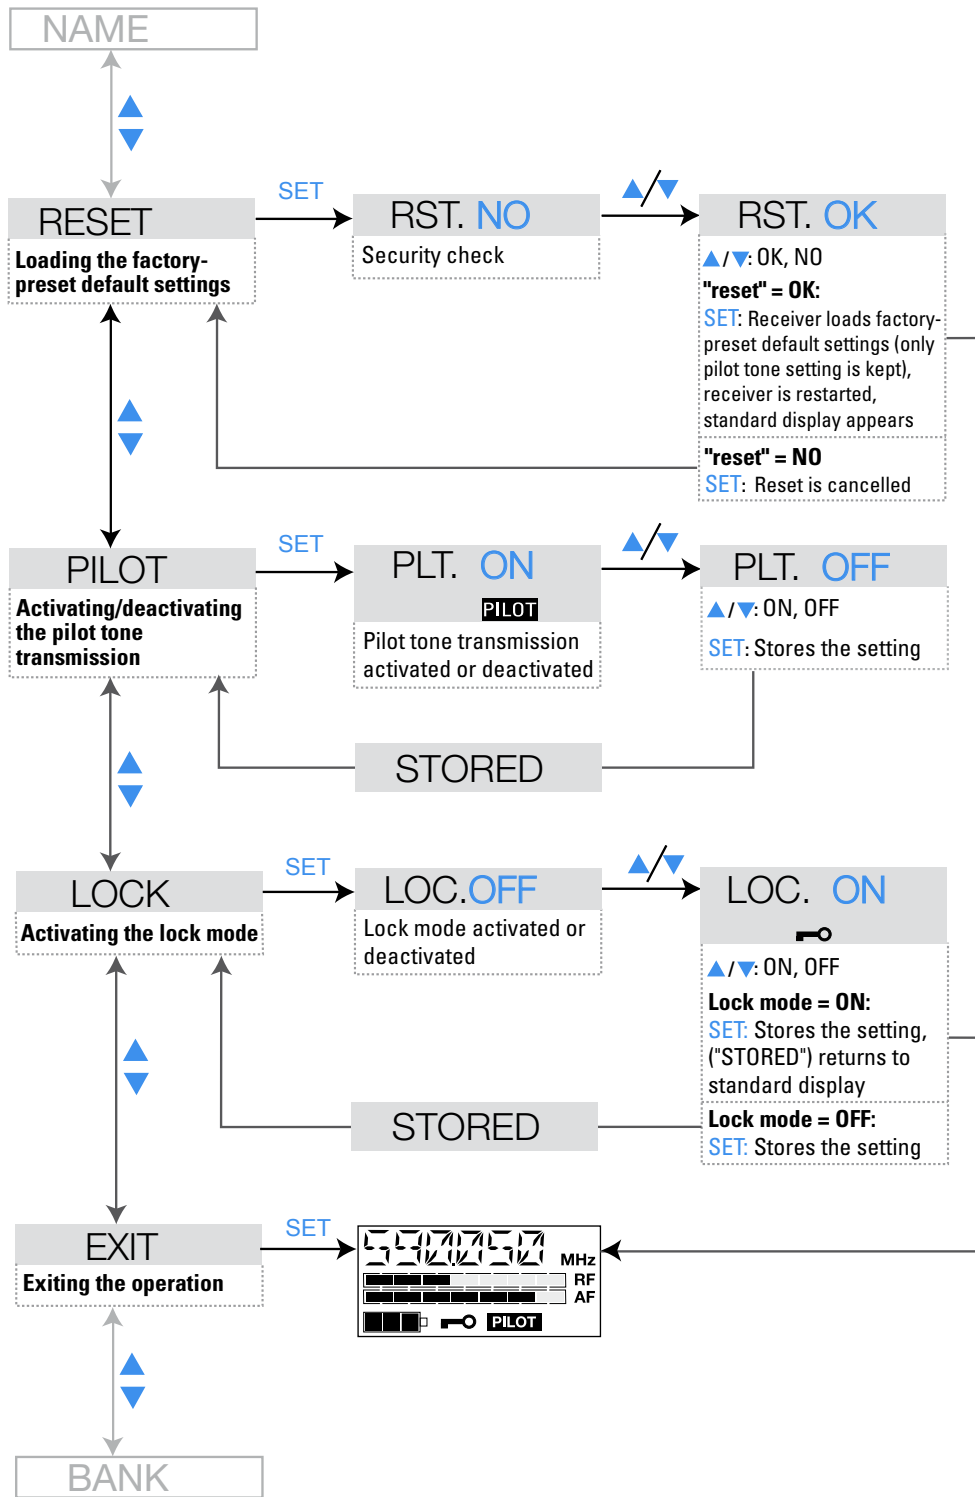 NAME
RESET
Loading the factory-
preset default settings
SET
RST. NO
Security check
RST. OK
▲/▼: OK, NO
"reset" = OK:
SET: Receiver loads factory-
preset default settings (only
pilot tone setting is kept),
receiver is restarted,
standard display appears
"reset" = NO
SET: Reset is cancelled
PILOT
Activating/deactivating
the pilot tone
transmission
SET
PLT. ON
PILOT
Pilot tone transmission
activated or deactivated
PLT. OFF
▲/▼: ON, OFF
SET: Stores the setting
STORED
LOCK
Activating the lock mode
SET
LOC.OFF
Lock mode activated or
deactivated
LOC. ON
▲/▼: ON, OFF
Lock mode = ON:
SET: Stores the setting,
("STORED") returns to
standard display
Lock mode = OFF:
SET: Stores the setting
STORED
EXIT
Exiting the operation
SET
590.050 MHz
RF
AF
PILOT
BANK